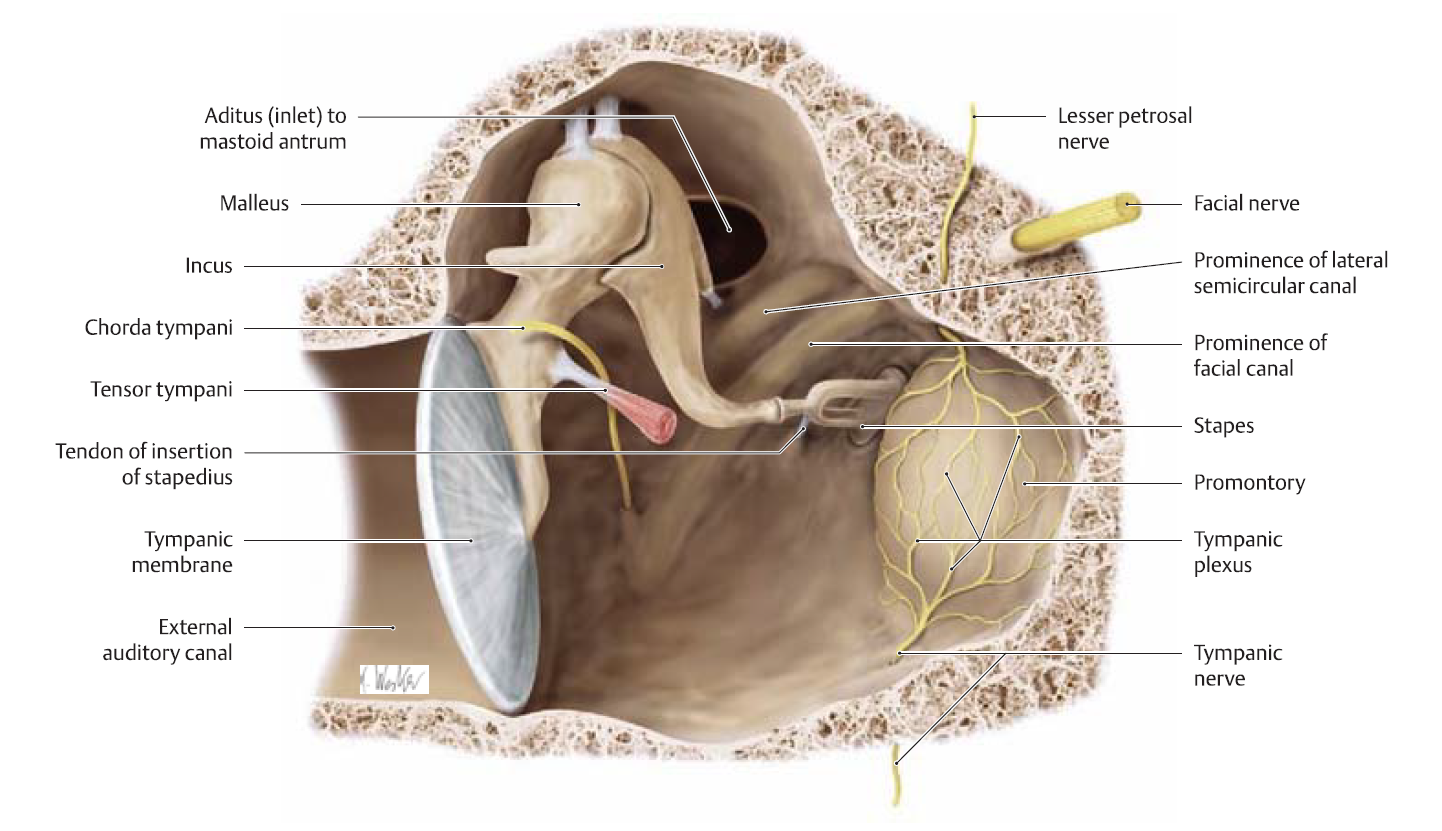 Aditus (inlet) to
mastoid antrum
Malleus
Incus
Chorda tympani
Tensor tympani
Tendon of insertion
of stapedius
Tympanic
membrane
External
auditory canal
Lesser petrosal
nerve
Facial nerve
Prominence of lateral
semicircular canal
Prominence of
facial canal
Stapes
Promontory
Tympanic
plexus
Tympanic
nerve